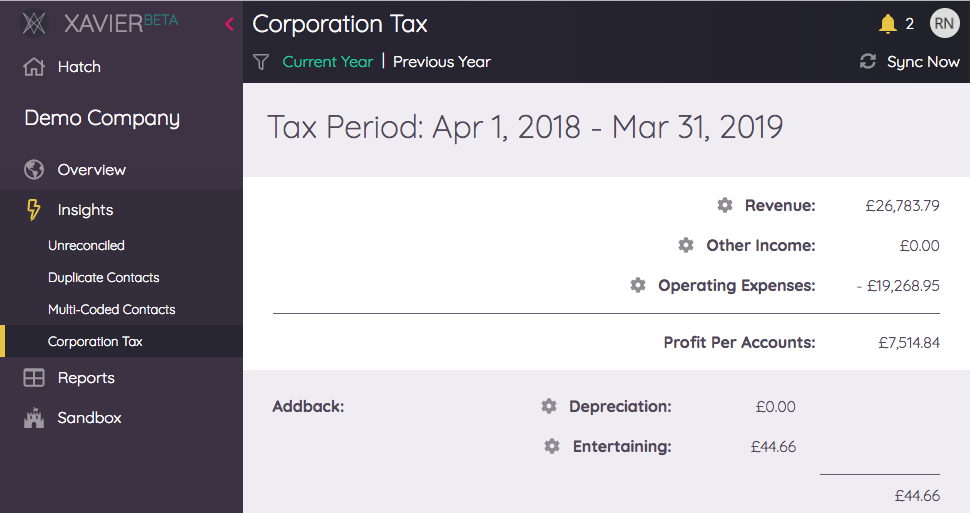 XAVIER BETA
Hatch
Demo Company
Overview
Insights
Unreconciled
Duplicate Contacts
Multi-Coded Contacts
Corporation Tax
Reports
Sandbox
Corporation Tax
2 RN
Current Year | Previous Year
Sync Now
Tax Period: Apr 1, 2018 - Mar 31, 2019
Revenue: £26,783.79
Other Income: £0.00
Operating Expenses: - £19,268.95
Profit Per Accounts: £7,514.84
Addback: Depreciation: £0.00
Entertaining: £44.66
£44.66